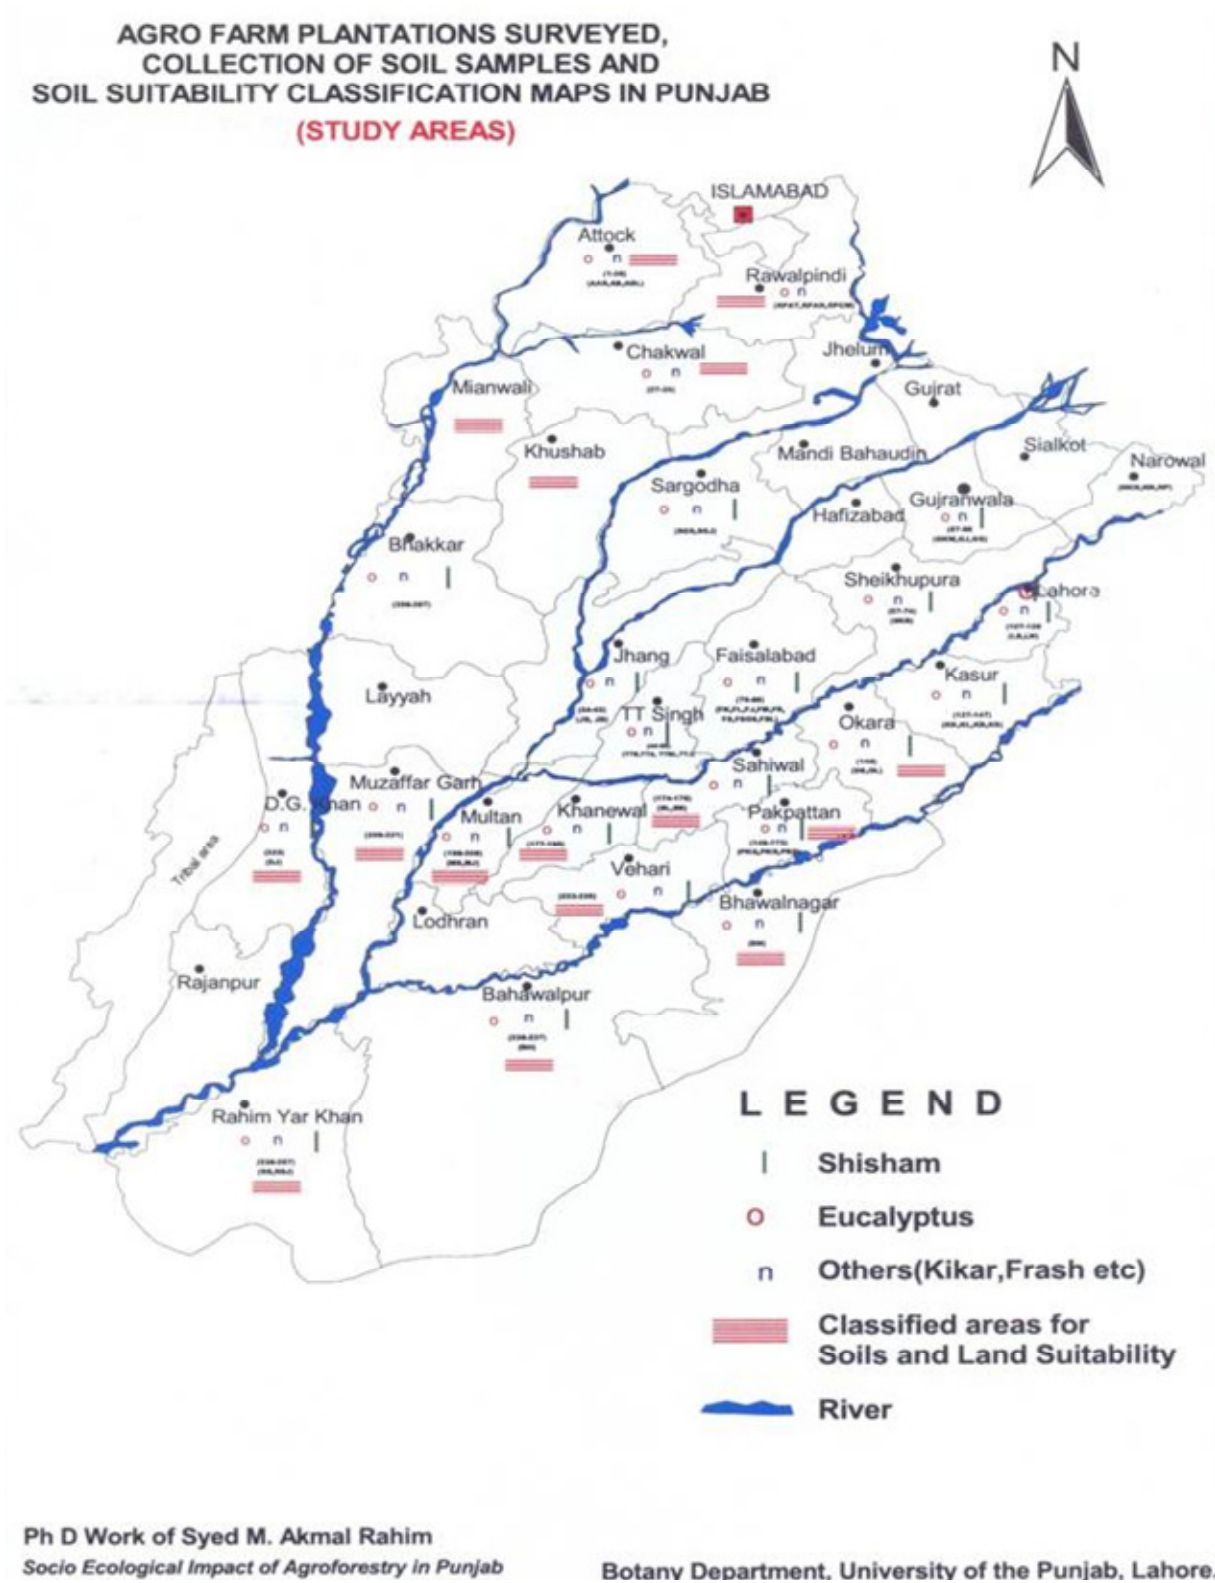 AGRO FARM PLANTATIONS SURVEYED,
COLLECTION OF SOIL SAMPLES AND
SOIL SUITABILITY CLASSIFICATION MAPS IN PUNJAB
(STUDY AREAS)
N
ISLAMABAD
Attock
o n
Rawalpindi
o n
Chakwal
o n
Jhelum
Mianwali
Gujrat
Khushab
Mandi Bahaudin
Sialkot
Narowal
Sargodha
o n
Hafizabad
Gujranwala
o n
Bhakkar
o n
Sheikhupura
o n
Lahore
o n
Jhang
o n
Faisalabad
o n
Kasur
o n
Layyah
TT Singh
o n
Okara
o n
Sahiwal
o n
Muzaffar Garh
o n
D.G. Khan
o n
Multan
o n
Khanewal
o n
Pakpattan
o n
Tribal area
Vehari
o n
Lodhran
Bhawalnagar
o n
Rajanpur
Bahawalpur
o n
Rahim Yar Khan
o n
LEGEND
Shisham
o Eucalyptus
n Others(Kikar,Frash etc)
Classified areas for
Soils and Land Suitability
River
Ph D Work of Syed M. Akmal Rahim
Socio Ecological Impact of Agroforestry in Punjab
Botany Department, University of the Punjab, Lahore.